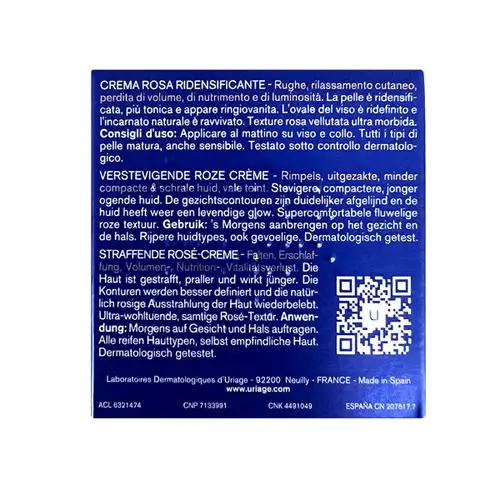 CREMA ROSA RIDENSIFICANTE - Rughe, rilassamento cutaneo,
perdita di volume, di nutrimento e di luminosità. La pelle è ridensifi-
cata, più tonica e appare ringiovanita. L'ovale del viso è ridefinito e
l'incarnato naturale è ravvivato. Texture rosa vellutata ultra morbida.
Consigli d'uso: Applicare al mattino su viso e collo. Tutti i tipi di
pelle matura, anche sensibile. Testato sotto controllo dermatolo-
gico.
VERSTEVIGENDE ROZE CRÈME - Rimpels, uitgezakte, minder
compacte & schrale huid, vale teint. Stevigere, compactere, jonger
ogende huid. De gezichtscontouren zijn duidelijker afgelijnd en de
huid heeft weer een levendige glow. Supercomfortabele fluwelige
roze textuur. Gebruik: 's Morgens aanbrengen op het gezicht en
de hals. Rijpere huidtypes, ook gevoelige. Dermatologisch getest.
STRAFFENDE ROSÉ-CREME - Falten, Erschlaf-
fung, Volumen-, Nutrition-, Vitalitätsverlust. Die
Haut ist gestrafft, praller und wirkt jünger. Die
Konturen werden besser definiert und die natür-
lich rosige Ausstrahlung der Haut wiederbelebt.
Ultra-wohltuende, samtige Rosé-Textur. Anwen-
dung: Morgens auf Gesicht und Hals auftragen.
Alle reifen Hauttypen, selbst empfindliche Haut.
Dermatologisch getestet.
U
Laboratoires Dermatologiques d'Uriage - 92200 Neuilly - FRANCE - Made in Spain
www.uriage.com
ACL 6321474 CNP 7133991 CNK 4491049 ESPAÑA CN 207617.7